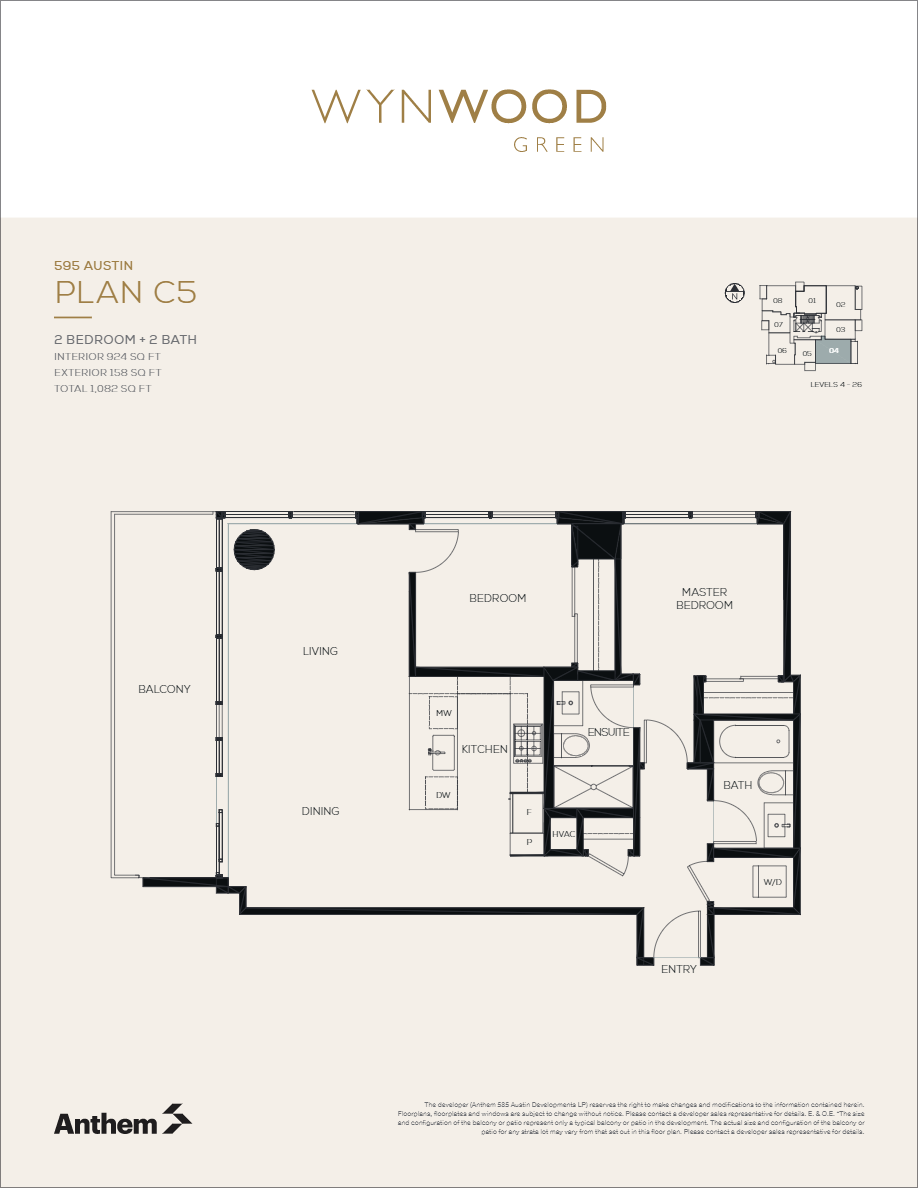 WYNWOOD
GREEN
595 AUSTIN
PLAN C5
2 BEDROOM + 2 BATH
INTERIOR 924 SQ FT
EXTERIOR 158 SQ FT
TOTAL 1,082 SQ FT
N
08
01
02
07
03
06
05
04
LEVELS 4 - 26
BEDROOM
MASTER
BEDROOM
LIVING
BALCONY
MW
KITCHEN
ENSUITE
DW
BATH
DINING
F
P
HVAC
W/D
ENTRY
Anthem
The developer (Anthem 585 Austin Developments LP) reserves the right to make changes and modifications to the information contained herein.
Floorplans, floorplates and windows are subject to change without notice. Please contact a developer sales representative for details. E. & O.E. *The size
and configuration of the balcony or patio represent only a typical balcony or patio in the development. The actual size and configuration of the balcony or
patio for any strata lot may vary from that set out in this floor plan. Please contact a developer sales representative for details.